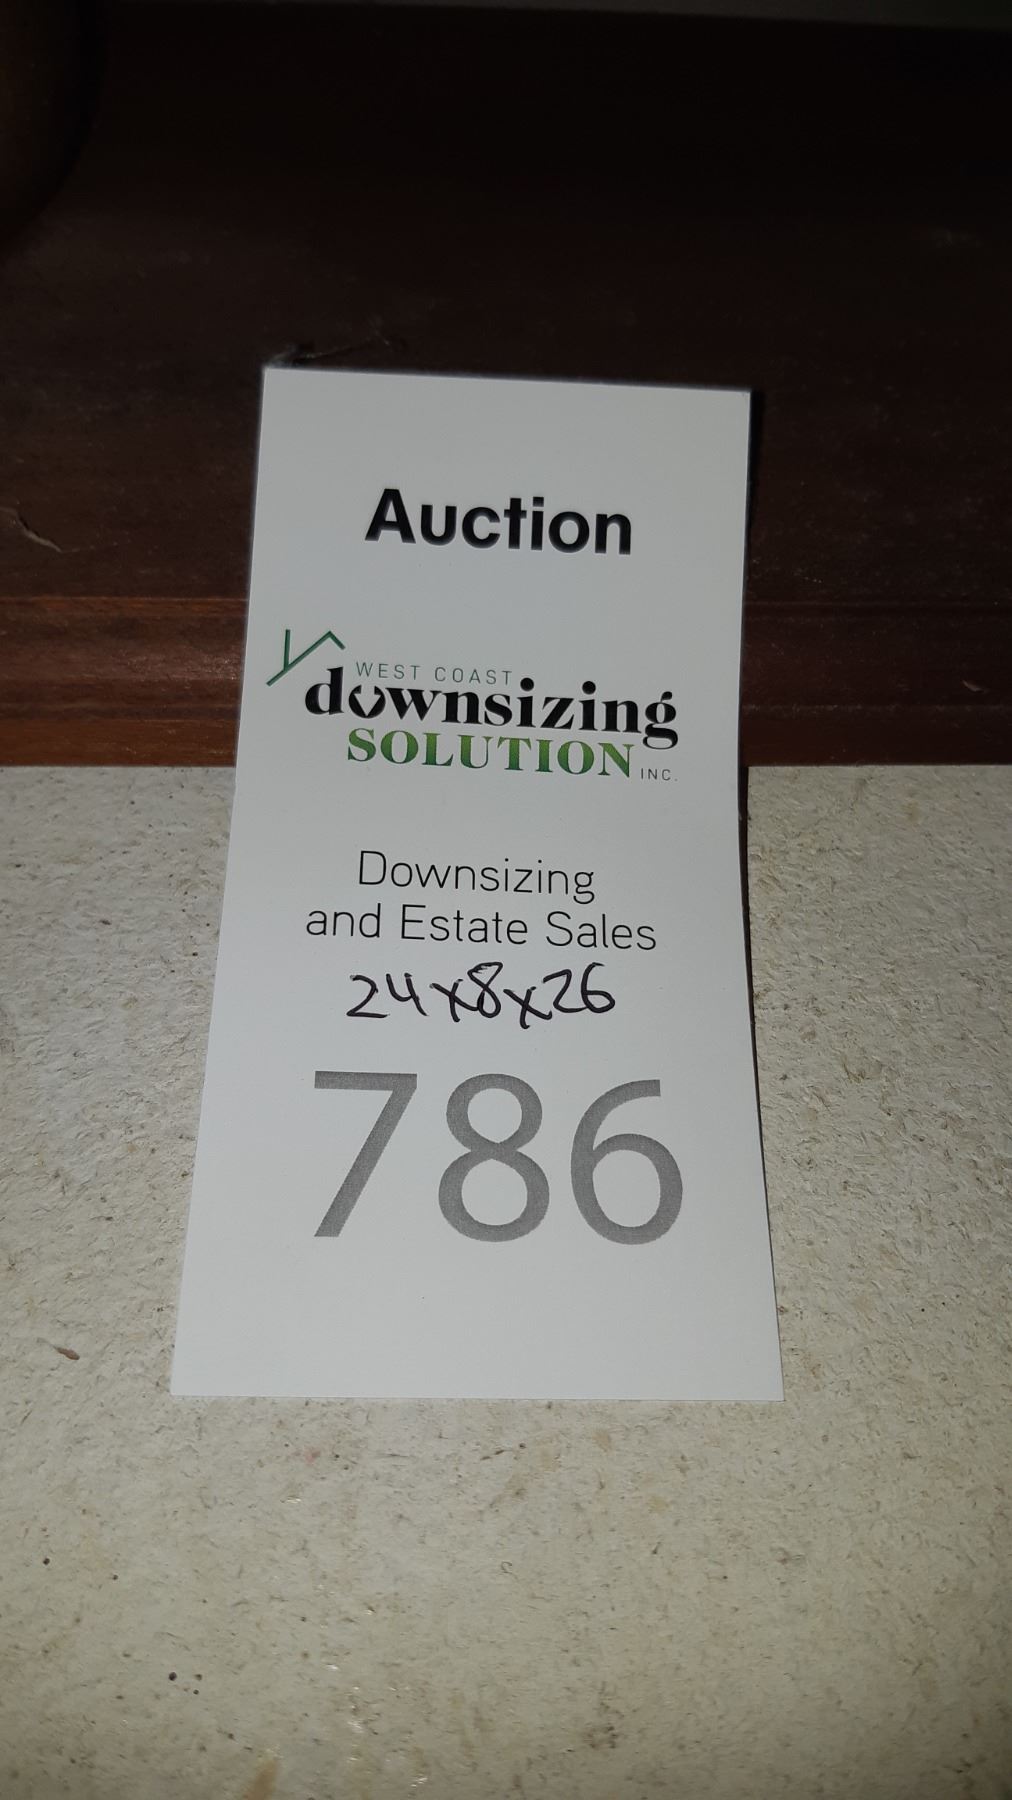 Auction
WEST COAST
downsizing
SOLUTION INC.
Downsizing
and Estate Sales
24x8x26
786